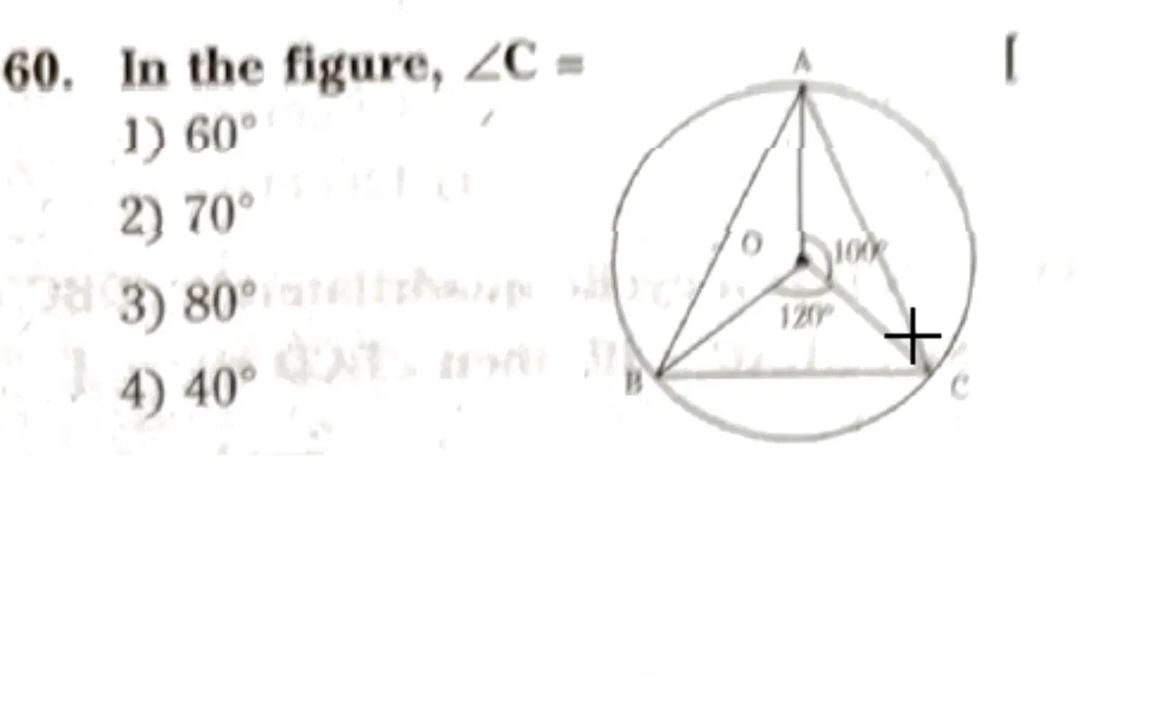 60. In the figure, ∠C = [
1) 60°
2) 70°
3) 80°
4) 40°
A
O
100°
120°
B
C